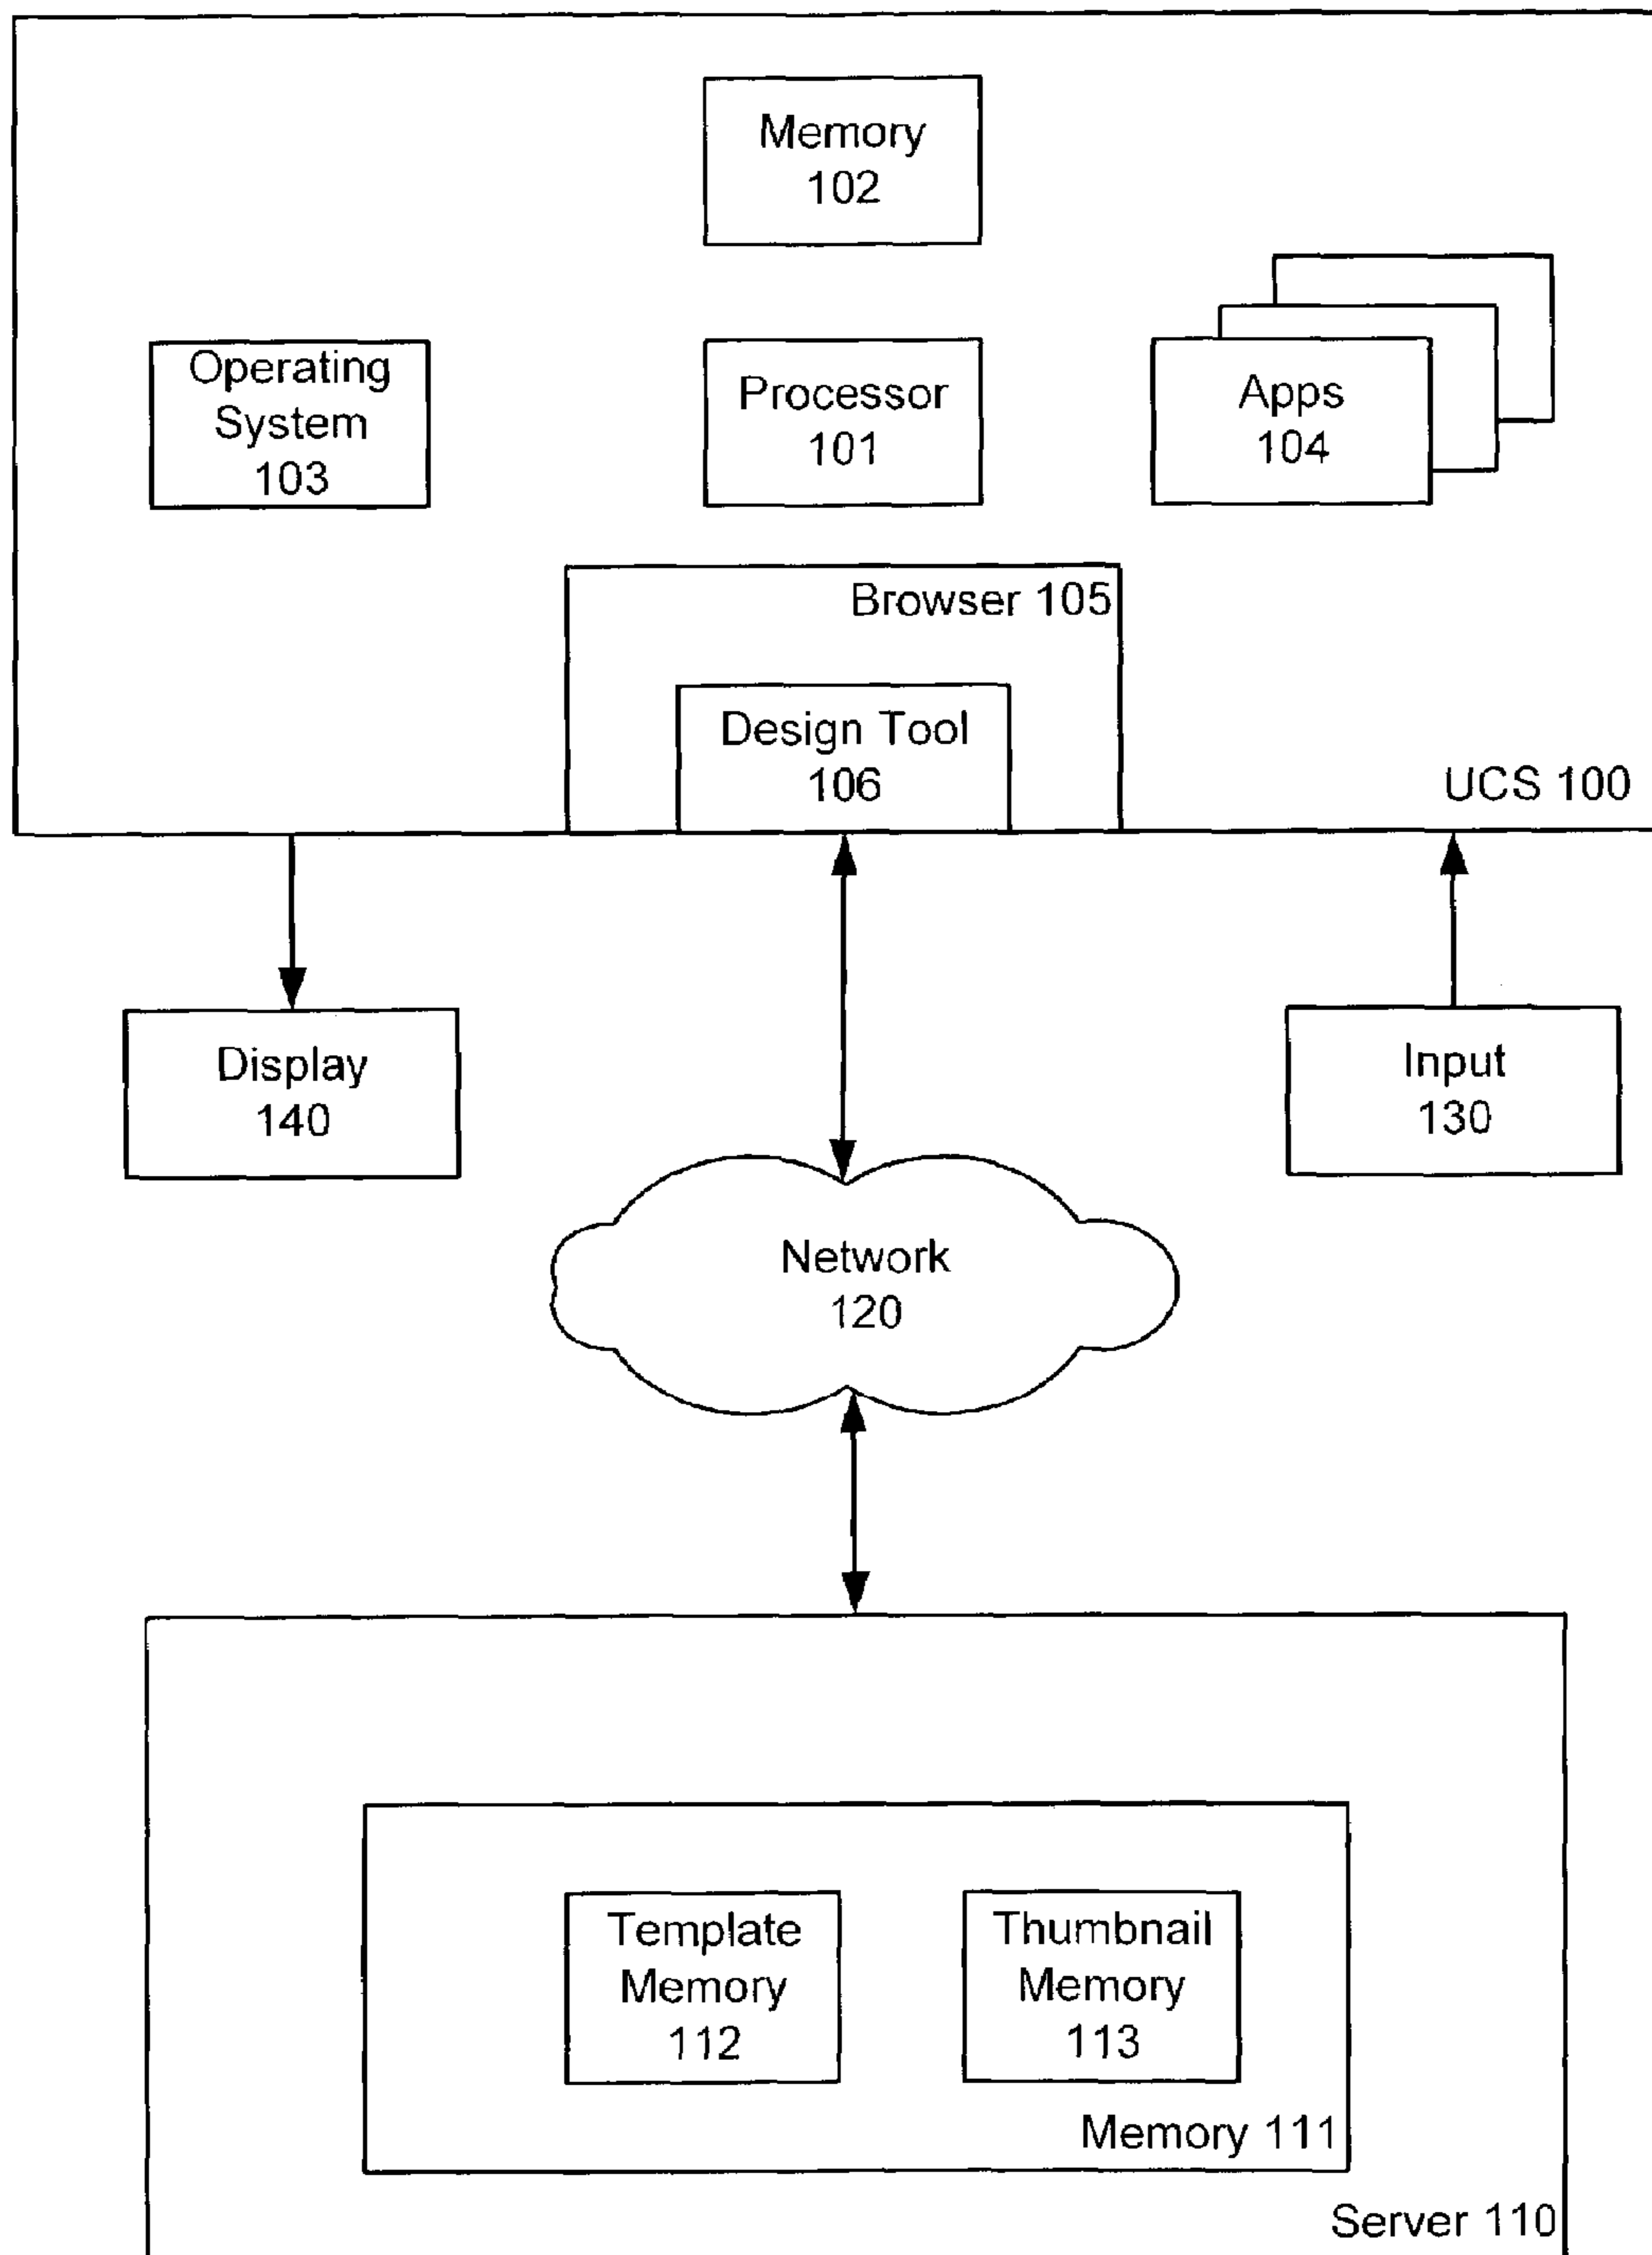 Memory
102
Operating
System
103
Processor
101
Apps
104
Browser 105
Design Tool
106
UCS 100
Display
140
Input
130
Network
120
Template
Memory
112
Thumbnail
Memory
113
Memory 111
Server 110